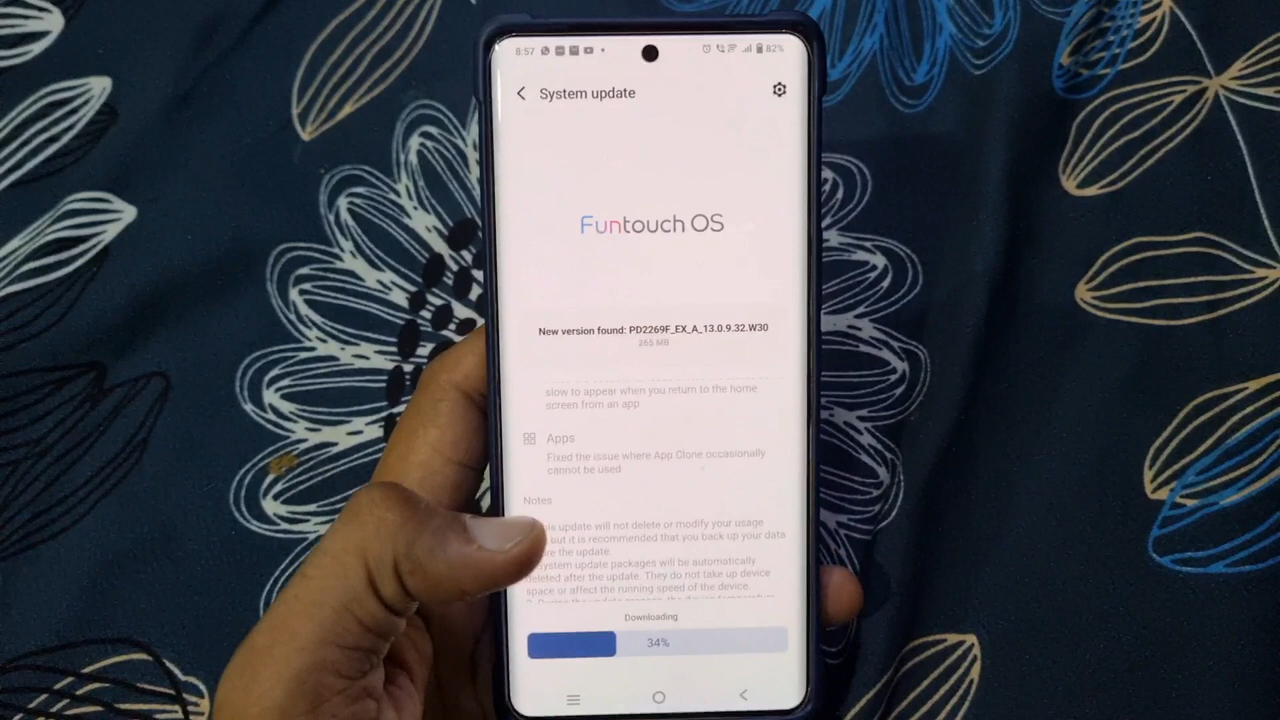 8:57
82%
System update
Funtouch OS
New version found: PD2269F_EX_A_13.0.9.32.W30
265 MB
slow to appear when you return to the home
screen from an app
Apps
Fixed the issue where App Clone occasionally
cannot be used
Notes
update will not delete or modify your usage
but it is recommended that you back up your data
the update.
System update packages will be automatically
deleted after the update. They do not take up device
space or affect the running speed of the device.
Downloading
34%